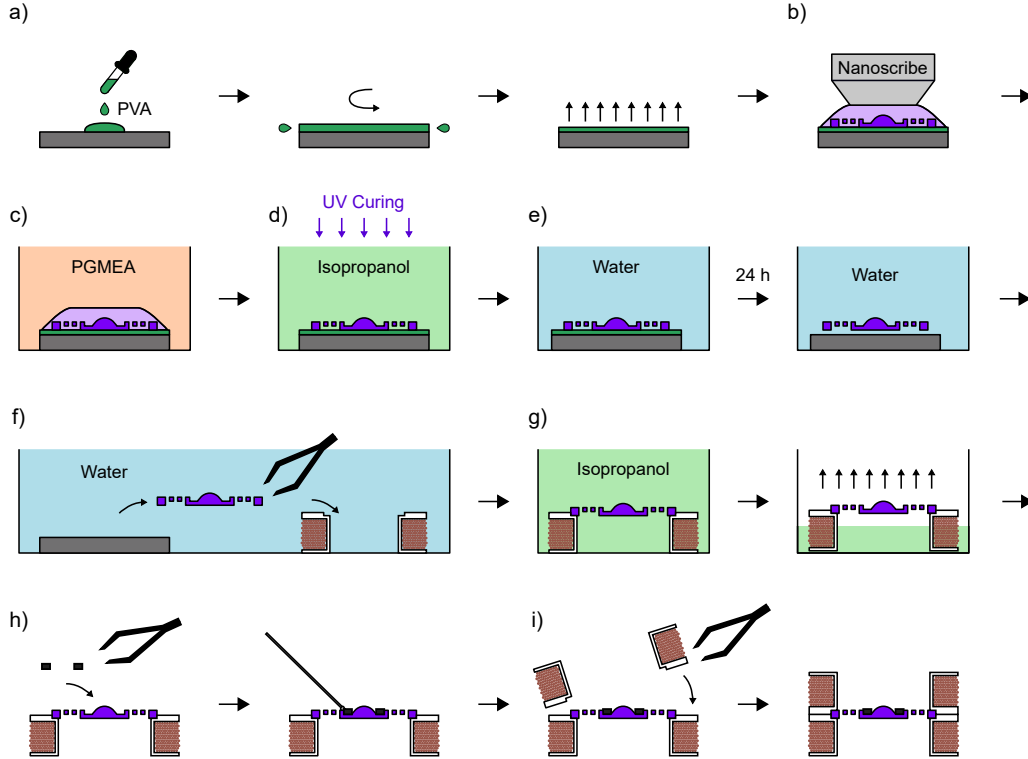 a)
b)
PVA
Nanoscribe
c)
d)
UV Curing
e)
PGMEA
Isopropanol
Water
24 h
Water
f)
g)
Water
Isopropanol
h)
i)